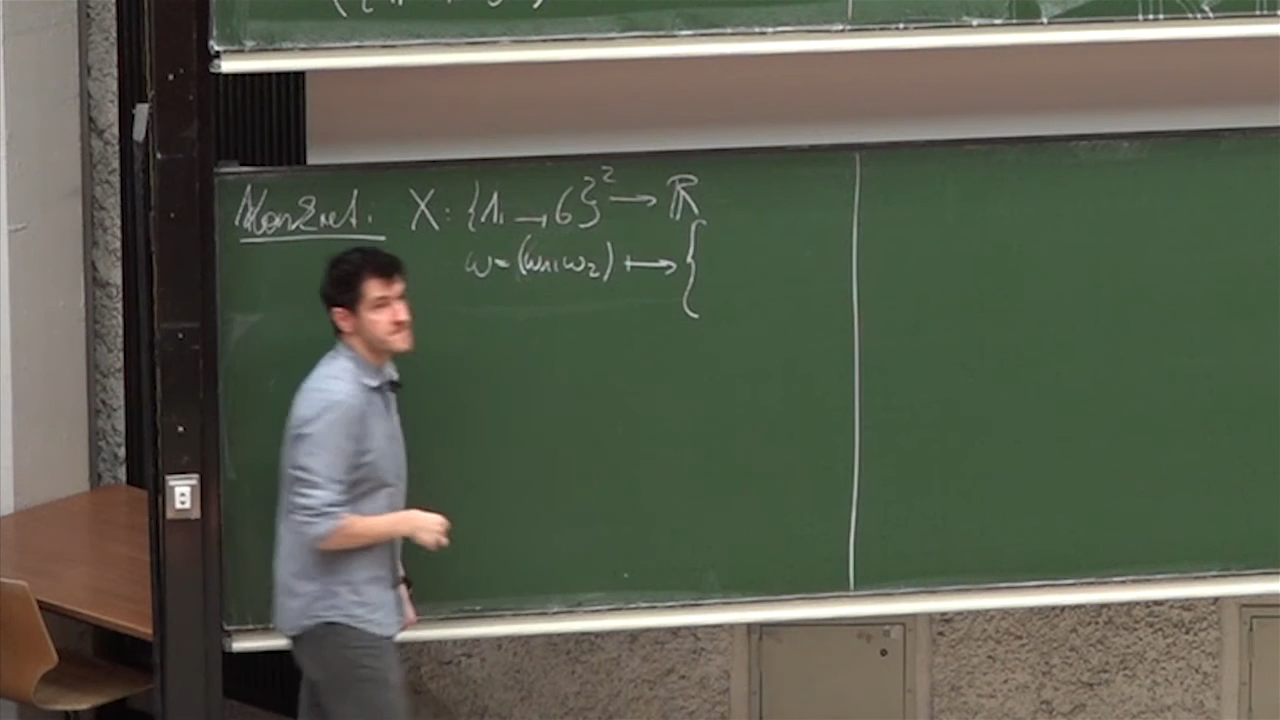 Konkret: X: {1, ..., 6}² → ℝ
ω = (ω₁, ω₂) ↦ {